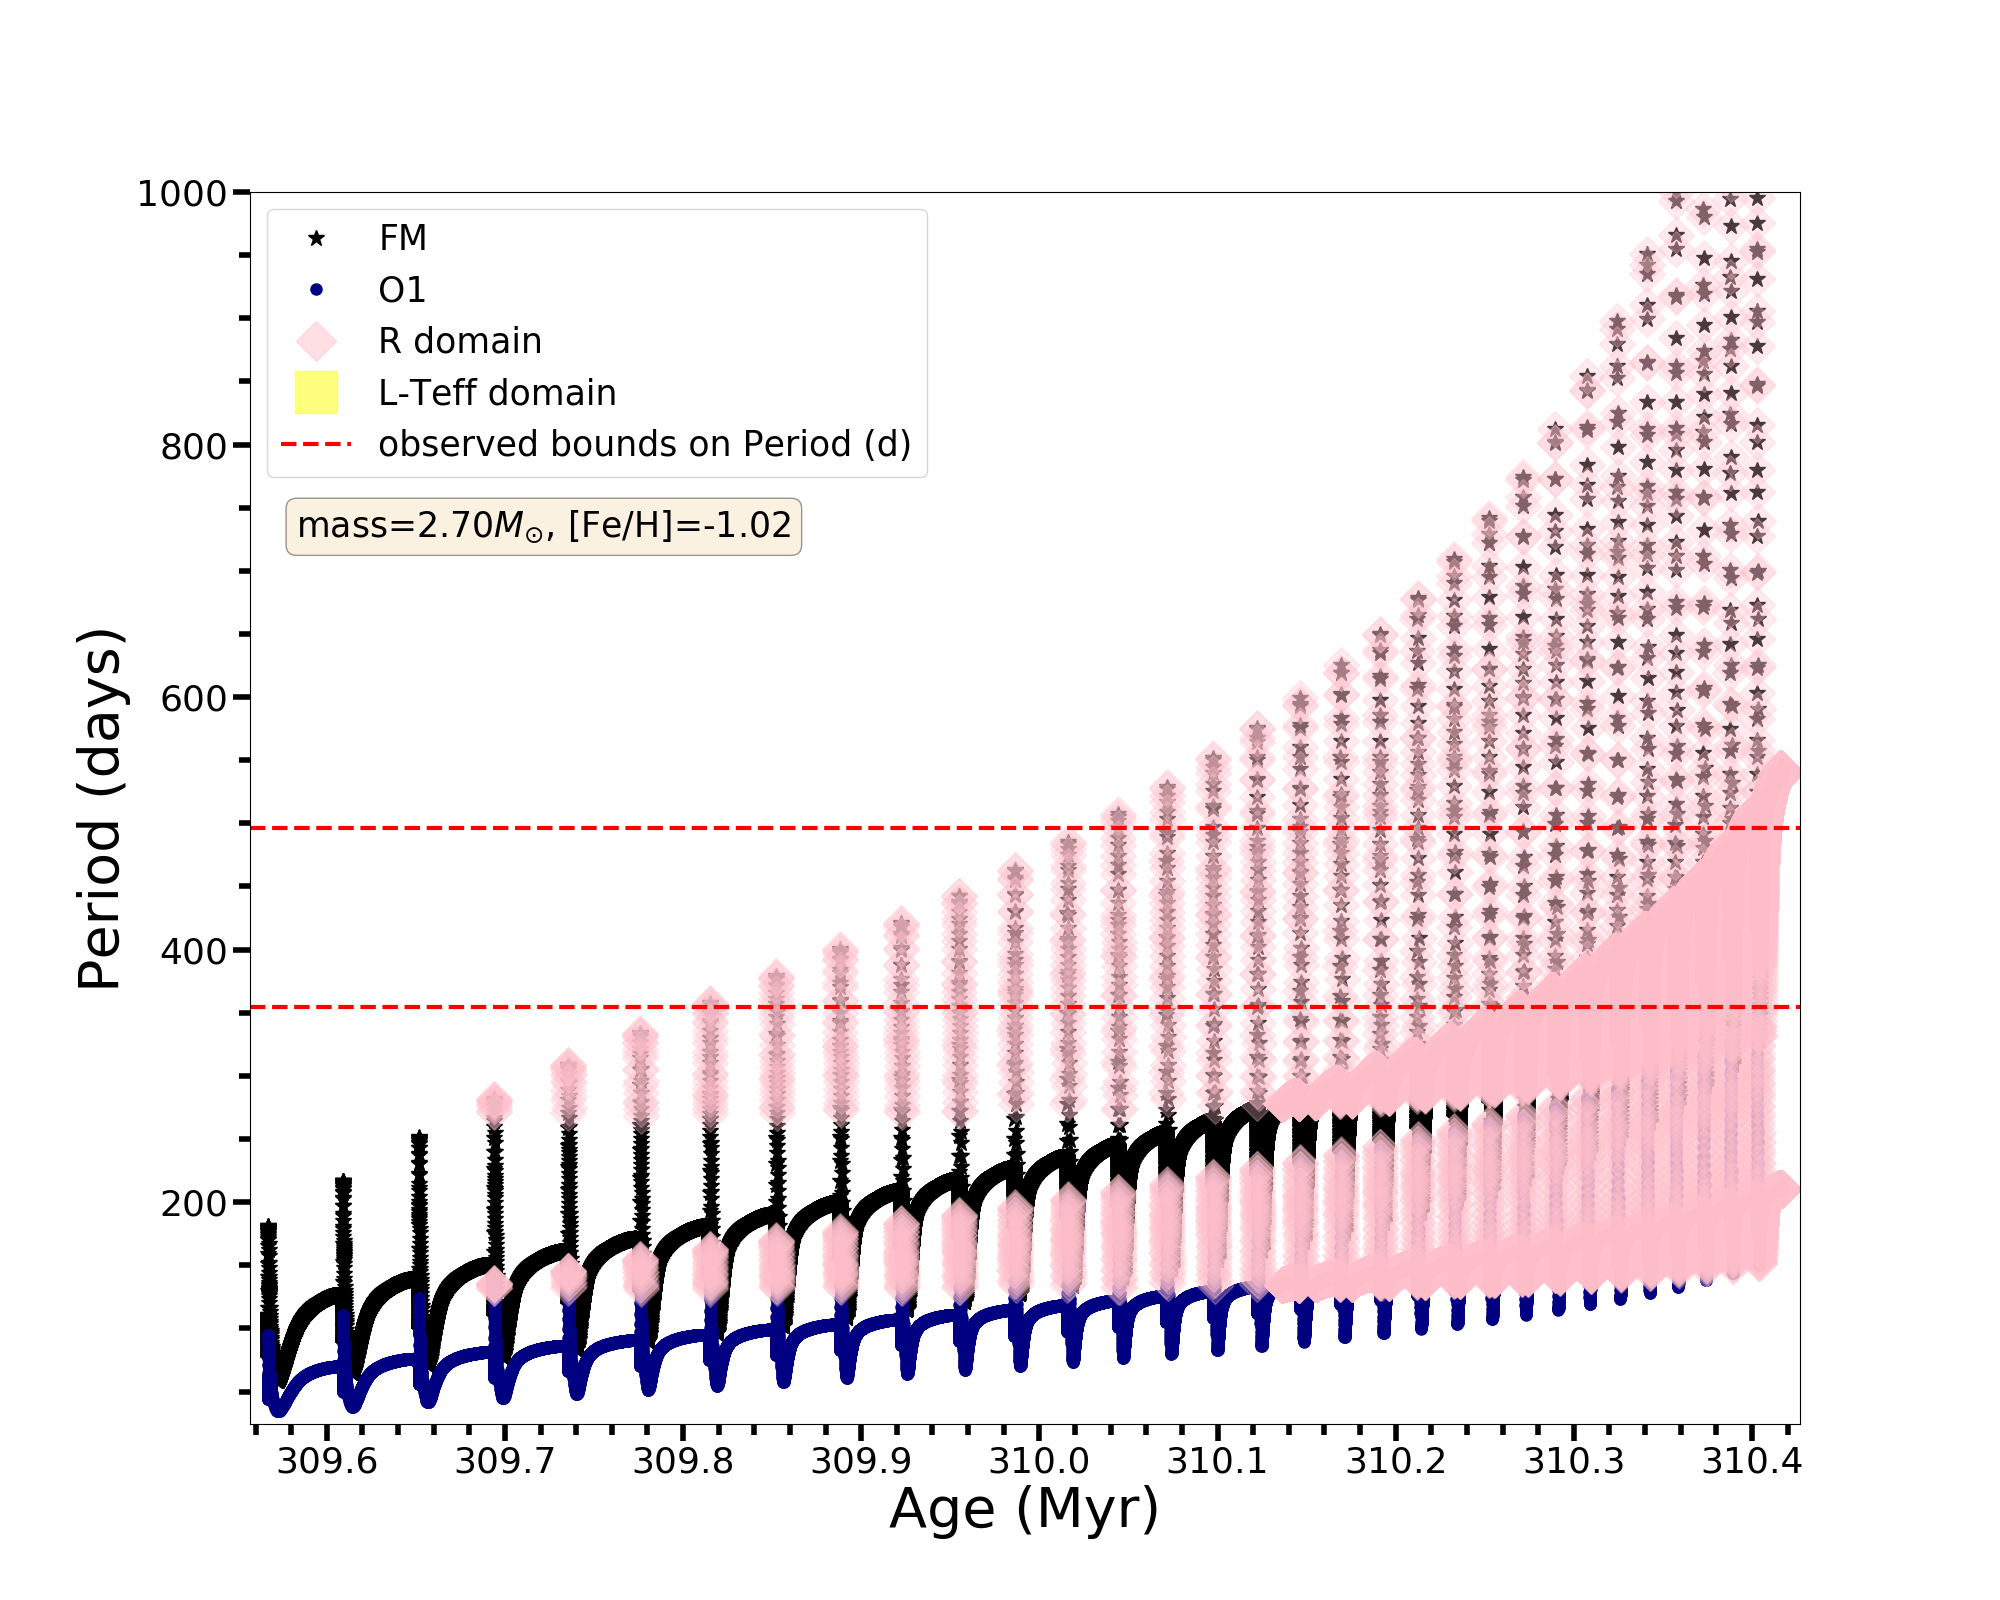 1000
800
600
400
200
Period (days)
FM
O1
R domain
L-Teff domain
observed bounds on Period (d)
mass=2.70M☉, [Fe/H]=-1.02
309.6 309.7 309.8 309.9 310.0 310.1 310.2 310.3 310.4
Age (Myr)